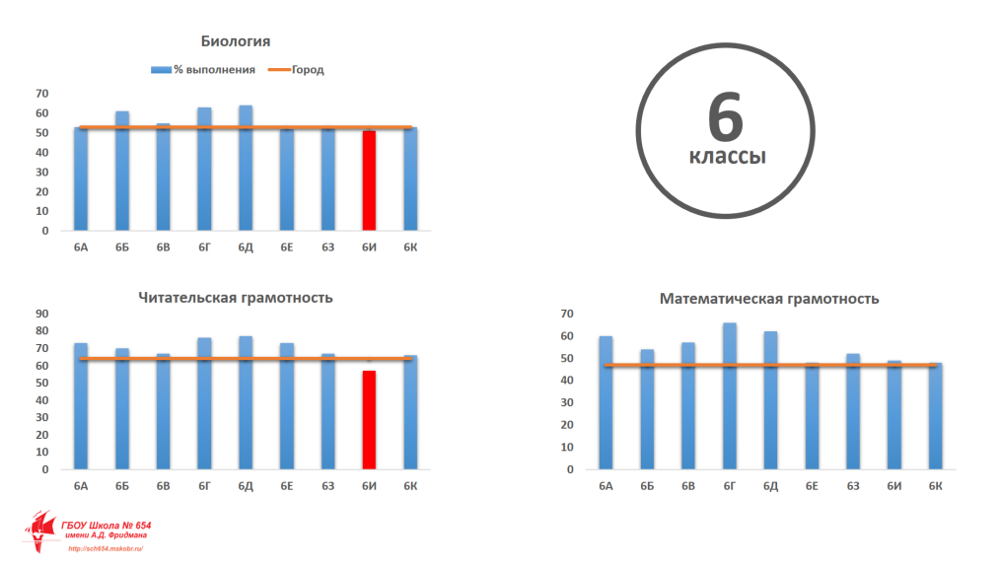 Биология
% выполнения Город
70
60
50
40
30
20
10
0
6А 6Б 6В 6Г 6Д 6Е 6З 6И 6К
6
классы
Читательская грамотность
90
80
70
60
50
40
30
20
10
0
6А 6Б 6В 6Г 6Д 6Е 6З 6И 6К
Математическая грамотность
70
60
50
40
30
20
10
0
6А 6Б 6В 6Г 6Д 6Е 6З 6И 6К
ГБОУ Школа № 654
имени А.Д. Фридмана
http://sch654.mskobr.ru/